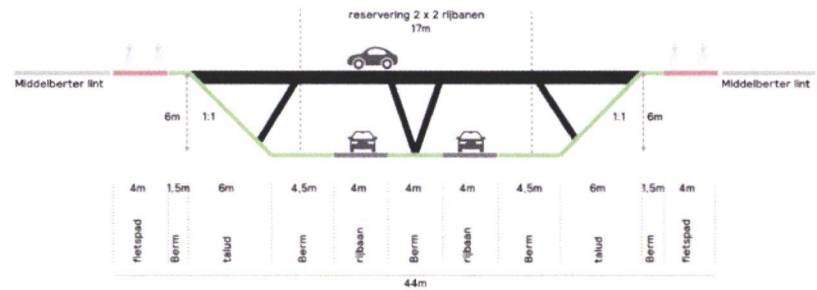 reservering 2 x 2 rijbanen
17m
Middelberter lint
Middelberter lint
6m
1:1
1:1
6m
4m 1,5m 6m 4,5m 4m 4m 4m 4,5m 6m 1,5m 4m
fietspad
Berm
talud
Berm
rijbaan
Berm
rijbaan
Berm
talud
Berm
fietspad
44m